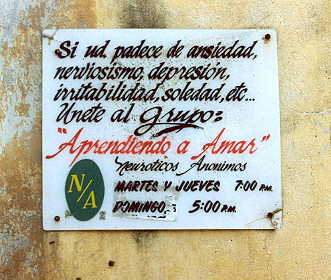 Si ud. padece de ansiedad,
nerviosismo, depresión,
irritabilidad, soledad, etc...
Unete al Grupo:
"Aprendiendo a Amar"
Neuroticos Anonimos
N/A
MARTES Y JUEVES 7:00 P.M.
DOMINGO 5:00 P.M.